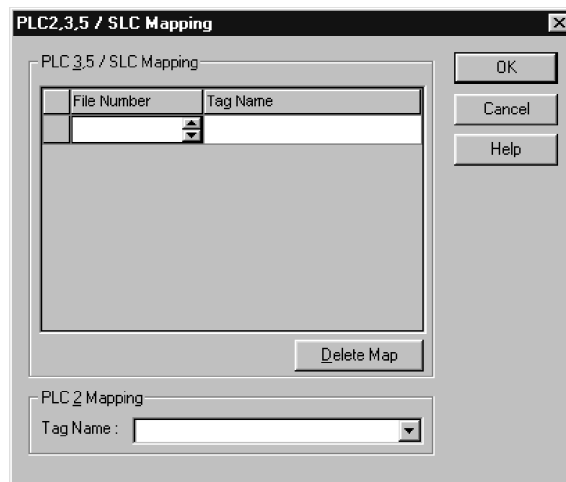 PLC2,3,5 / SLC Mapping
PLC 3,5 / SLC Mapping
File Number Tag Name
OK
Cancel
Help
Delete Map
PLC 2 Mapping
Tag Name :